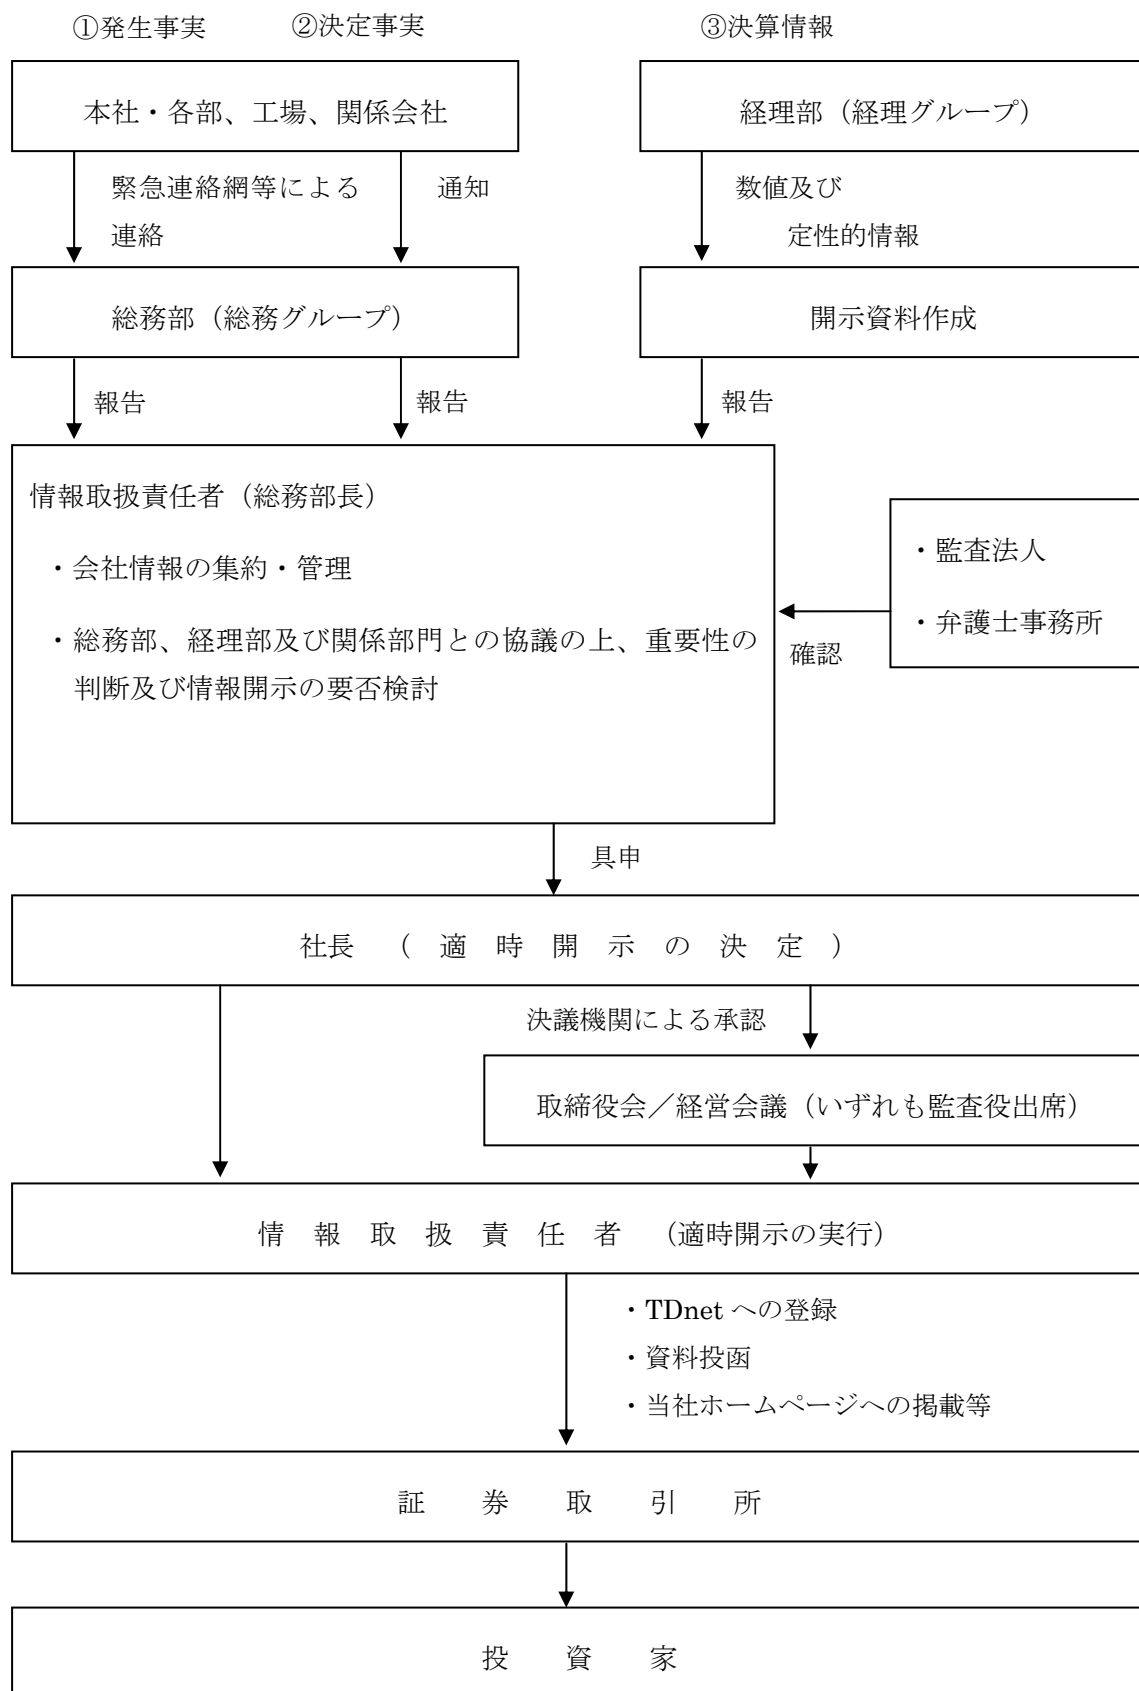 ①発生事実 ②決定事実 ③決算情報
本社・各部、工場、関係会社
経理部（経理グループ）
緊急連絡網等による
連絡
通知
数値及び
定性的情報
総務部（総務グループ）
開示資料作成
報告
報告
報告
情報取扱責任者（総務部長）
・会社情報の集約・管理
・総務部、経理部及び関係部門との協議の上、重要性の
判断及び情報開示の要否検討
・監査法人
・弁護士事務所
確認
具申
社長 （ 適 時 開 示 の 決 定 ）
決議機関による承認
取締役会／経営会議（いずれも監査役出席）
情 報 取 扱 責 任 者 （適時開示の実行）
・TDnet への登録
・資料投函
・当社ホームページへの掲載等
証 券 取 引 所
投 資 家